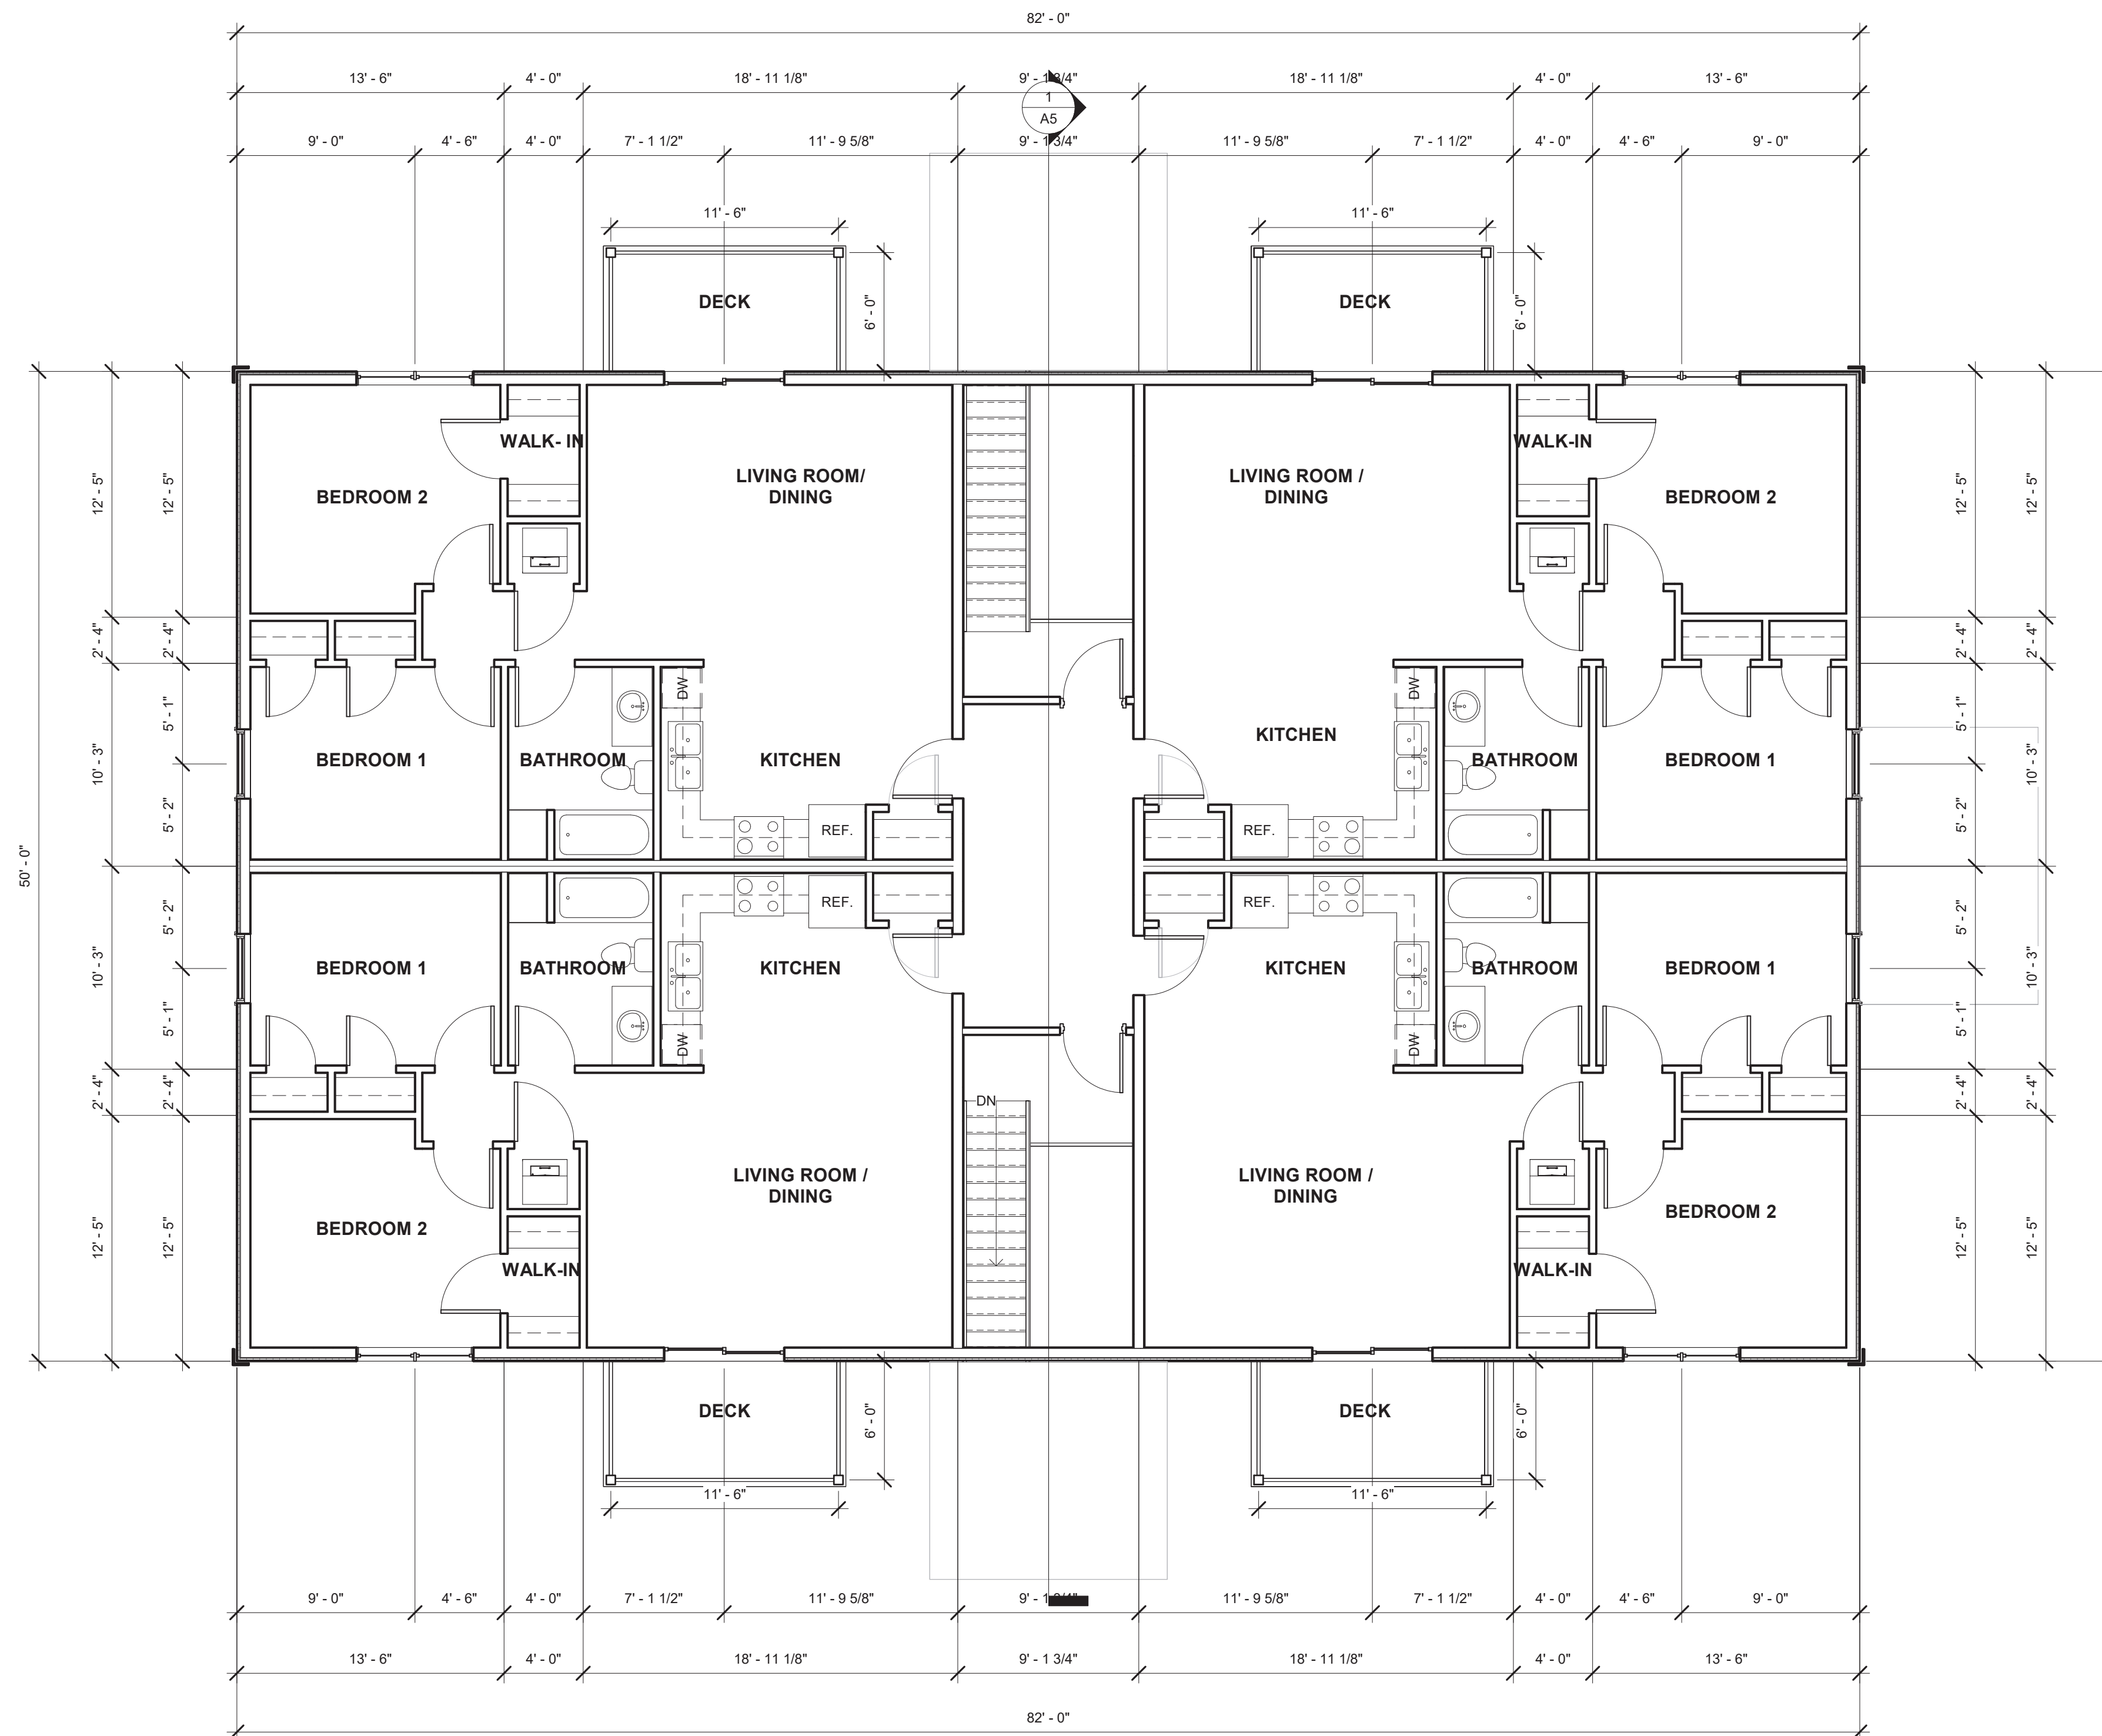 82' - 0"
13' - 6"
4' - 0"
18' - 11 1/8"
9' - 1 3/4"
18' - 11 1/8"
4' - 0"
13' - 6"
1
A5
9' - 0"
4' - 6"
4' - 0"
7' - 1 1/2"
11' - 9 5/8"
9' - 1 3/4"
11' - 9 5/8"
7' - 1 1/2"
4' - 0"
4' - 6"
9' - 0"
11' - 6"
11' - 6"
DECK
6' - 0"
DECK
6' - 0"
WALK- IN
WALK-IN
LIVING ROOM/
DINING
LIVING ROOM /
DINING
BEDROOM 2
BEDROOM 2
12' - 5"
12' - 5"
12' - 5"
12' - 5"
2' - 4"
2' - 4"
2' - 4"
2' - 4"
DW
DW
5' - 1"
5' - 1"
KITCHEN
10' - 3"
BEDROOM 1
BATHROOM
KITCHEN
BATHROOM
BEDROOM 1
10' - 3"
5' - 2"
REF.
REF.
5' - 2"
50' - 0"
5' - 2"
REF.
REF.
5' - 2"
10' - 3"
BEDROOM 1
BATHROOM
KITCHEN
KITCHEN
BATHROOM
BEDROOM 1
10' - 3"
5' - 1"
DW
DW
5' - 1"
2' - 4"
2' - 4"
DN
2' - 4"
2' - 4"
LIVING ROOM /
DINING
LIVING ROOM /
DINING
BEDROOM 2
BEDROOM 2
12' - 5"
12' - 5"
12' - 5"
12' - 5"
WALK-IN
WALK-IN
DECK
6' - 0"
DECK
6' - 0"
11' - 6"
11' - 6"
9' - 0"
4' - 6"
4' - 0"
7' - 1 1/2"
11' - 9 5/8"
9' - 1 3/4"
11' - 9 5/8"
7' - 1 1/2"
4' - 0"
4' - 6"
9' - 0"
13' - 6"
4' - 0"
18' - 11 1/8"
9' - 1 3/4"
18' - 11 1/8"
4' - 0"
13' - 6"
82' - 0"